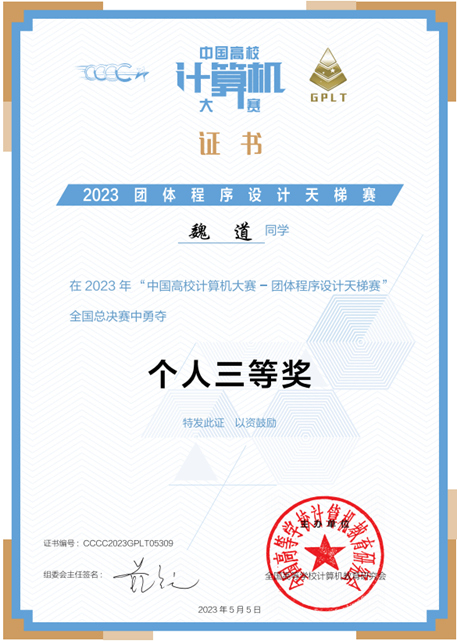 CCCC
中国高校
计算机
大赛
GPLT
证书
2023 团体程序设计天梯赛
魏 道 同学
在 2023 年 “中国高校计算机大赛 – 团体程序设计天梯赛”
全国总决赛中勇夺
个人三等奖
特发此证 以资鼓励
主办单位
全国高等学校计算机教育研究会
证书编号：CCCC2023GPLT05309
组委会主任签名：
全国高等学校计算机教育研究会
2023 年 5 月 5 日